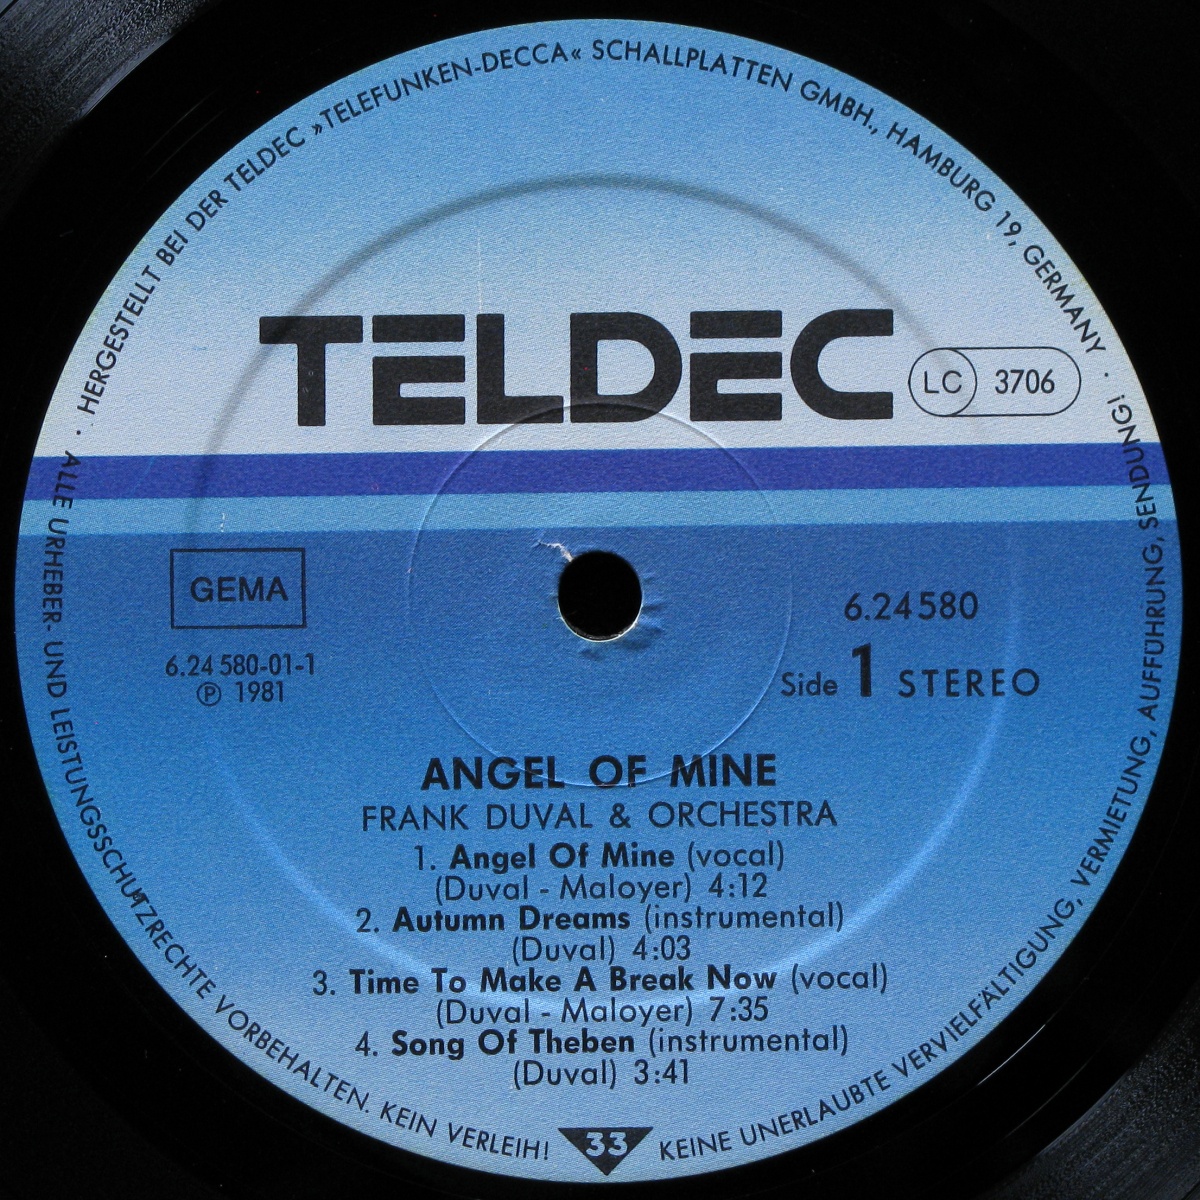 HERGESTELLT BEI DER TELDEC »TELEFUNKEN-DECCA« SCHALLPLATTEN GMBH., HAMBURG 19, GERMANY ·
TELDEC
LC 3706
GEMA
6.24580-01-1
℗ 1981
6.24580
Side 1 STEREO
ANGEL OF MINE
FRANK DUVAL & ORCHESTRA
1. Angel Of Mine (vocal)
(Duval - Maloyer) 4:12
2. Autumn Dreams (instrumental)
(Duval) 4:03
3. Time To Make A Break Now (vocal)
(Duval - Maloyer) 7:35
4. Song Of Theben (instrumental)
(Duval) 3:41
· ALLE URHEBER- UND LEISTUNGSSCHUTZRECHTE VORBEHALTEN. KEIN VERLEIH!
33
KEINE UNERLAUBTE VERVIELFÄLTIGUNG, VERMIETUNG, AUFFÜHRUNG, SENDUNG!